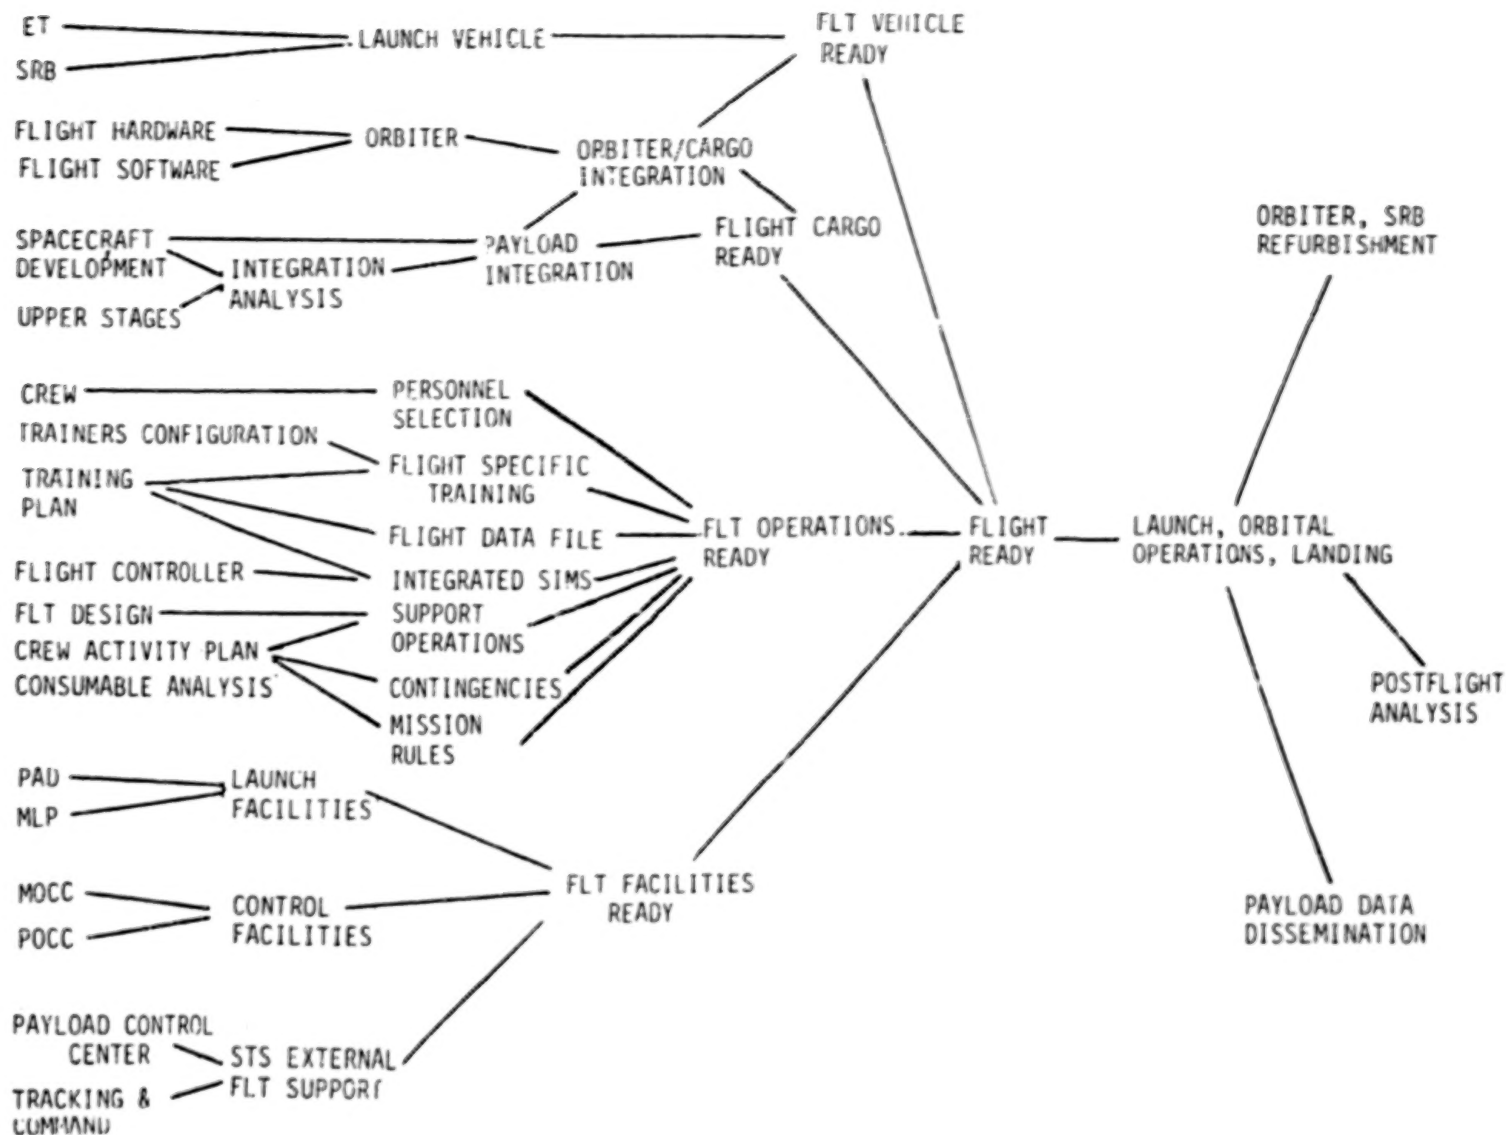 ET
SRB
LAUNCH VEHICLE
FLT VEHICLE
READY
FLIGHT HARDWARE
FLIGHT SOFTWARE
ORBITER
ORBITER/CARGO
INTEGRATION
SPACECRAFT
DEVELOPMENT
UPPER STAGES
INTEGRATION
ANALYSIS
PAYLOAD
INTEGRATION
FLIGHT CARGO
READY
ORBITER, SRB
REFURBISHMENT
CREW
TRAINERS CONFIGURATION
TRAINING
PLAN
FLIGHT CONTROLLER
FLT DESIGN
CREW ACTIVITY PLAN
CONSUMABLE ANALYSIS
PERSONNEL
SELECTION
FLIGHT SPECIFIC
TRAINING
FLIGHT DATA FILE
INTEGRATED SIMS
SUPPORT
OPERATIONS
CONTINGENCIES
MISSION
RULES
FLT OPERATIONS
READY
FLIGHT
READY
LAUNCH, ORBITAL
OPERATIONS, LANDING
POSTFLIGHT
ANALYSIS
PAD
MLP
LAUNCH
FACILITIES
MOCC
POCC
CONTROL
FACILITIES
FLT FACILITIES
READY
PAYLOAD DATA
DISSEMINATION
PAYLOAD CONTROL
CENTER
TRACKING &
COMMAND
STS EXTERNAL
FLT SUPPORT